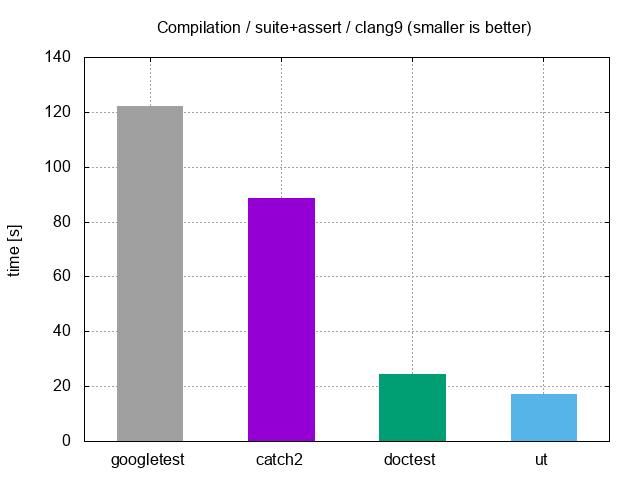 Compilation / suite+assert / clang9 (smaller is better)
140
120
100
80
60
40
20
0
time [s]
googletest catch2 doctest ut